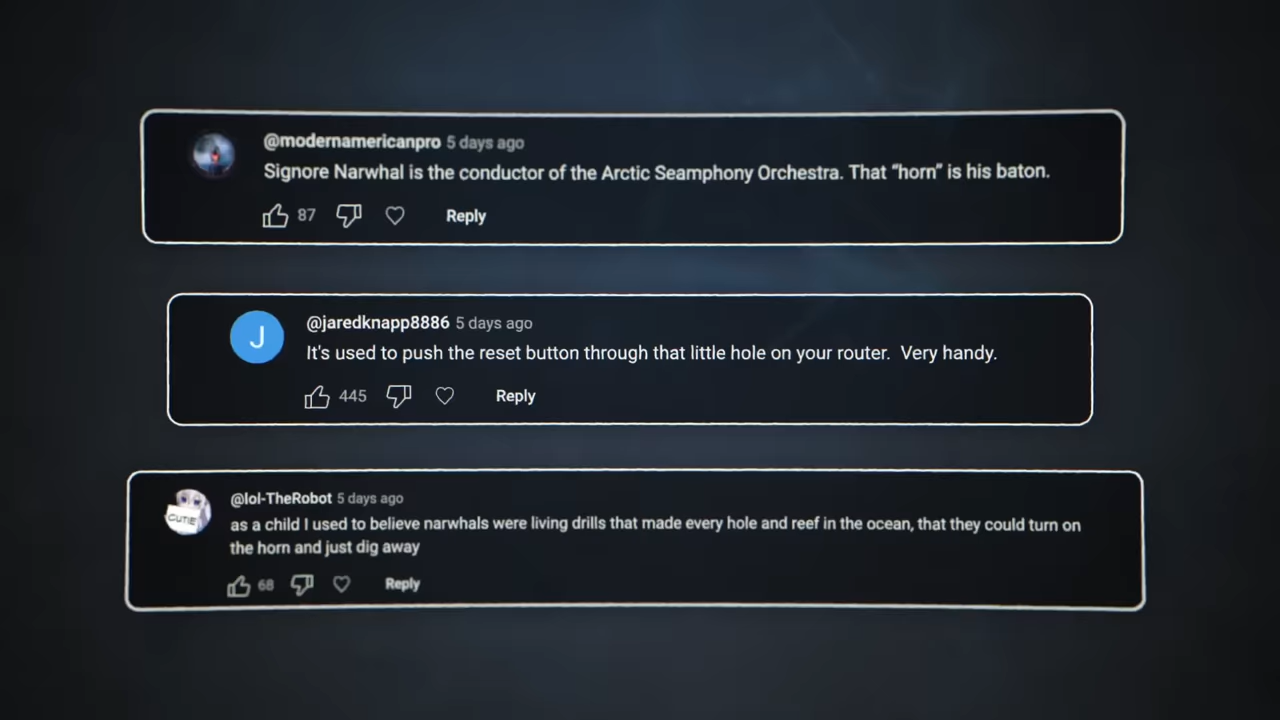 @modernamericanpro 5 days ago
Signore Narwhal is the conductor of the Arctic Seamphony Orchestra. That “horn” is his baton.
87 Reply
J
@jaredknapp8886 5 days ago
It's used to push the reset button through that little hole on your router.  Very handy.
445 Reply
CUTIE
@lol-TheRobot 5 days ago
as a child I used to believe narwhals were living drills that made every hole and reef in the ocean, that they could turn on
the horn and just dig away
68 Reply